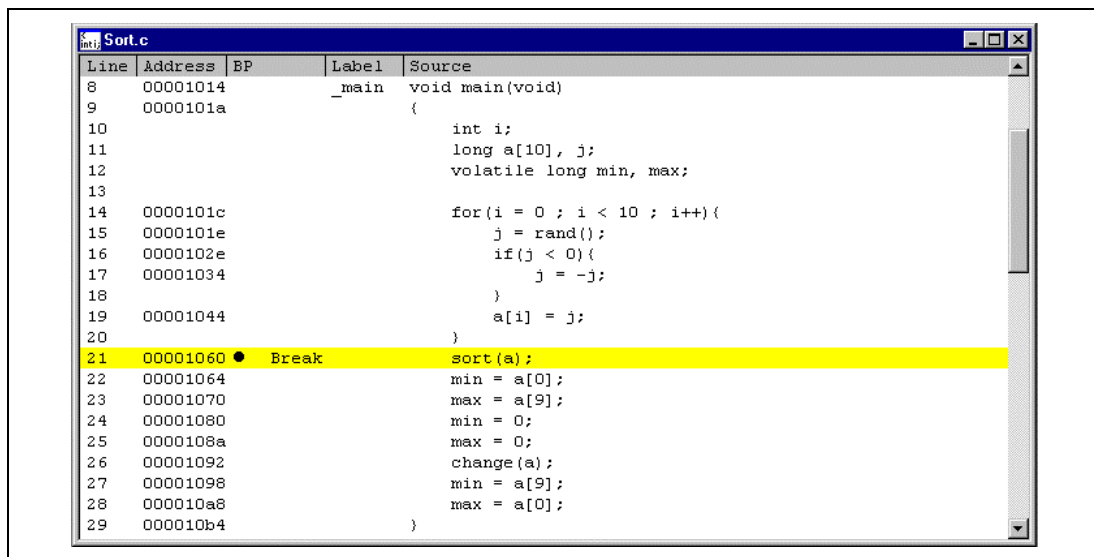 Sort.c
Line Address BP Label Source
8 00001014 _main void main(void)
9 0000101a {
10 int i;
11 long a[10], j;
12 volatile long min, max;
13
14 0000101c for(i = 0 ; i < 10 ; i++){
15 0000101e j = rand();
16 0000102e if(j < 0){
17 00001034 j = -j;
18 }
19 00001044 a[i] = j;
20 }
21 00001060 ● Break sort(a);
22 00001064 min = a[0];
23 00001070 max = a[9];
24 00001080 min = 0;
25 0000108a max = 0;
26 00001092 change(a);
27 00001098 min = a[9];
28 000010a8 max = a[0];
29 000010b4 }